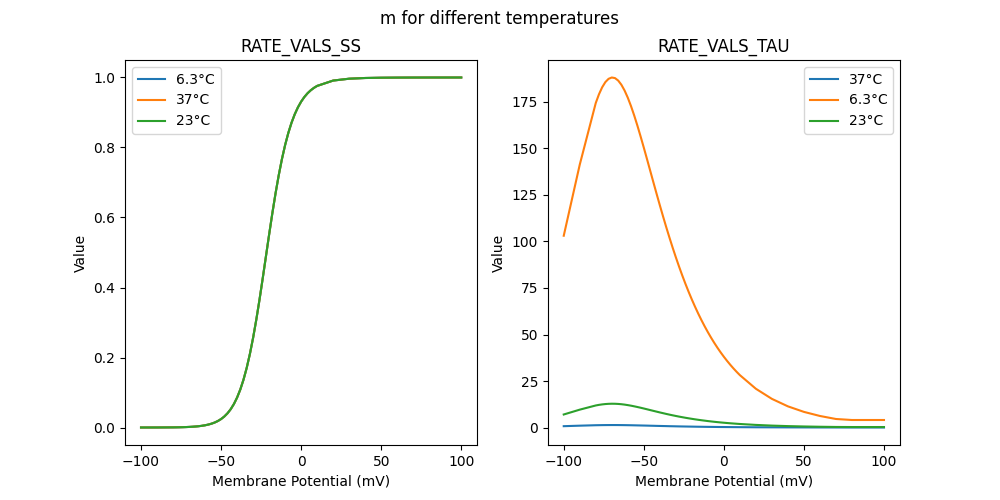 m for different temperatures
RATE_VALS_SS
1.0
0.8
0.6
0.4
0.2
0.0
Value
6.3°C
37°C
23°C
−100
−50
0
50
100
Membrane Potential (mV)
RATE_VALS_TAU
175
150
125
100
75
50
25
0
Value
37°C
6.3°C
23°C
−100
−50
0
50
100
Membrane Potential (mV)